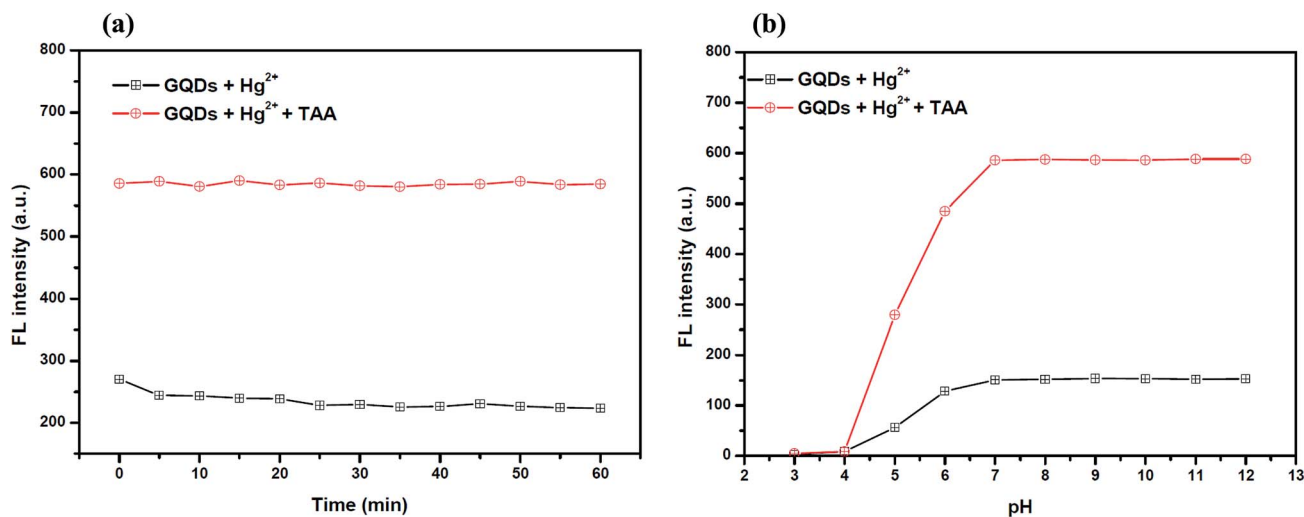 (a)
800
700
600
500
400
300
200
FL intensity (a.u.)
GQDs + Hg²⁺
GQDs + Hg²⁺ + TAA
0 10 20 30 40 50 60
Time (min)
(b)
800
700
600
500
400
300
200
100
0
FL intensity (a.u.)
GQDs + Hg²⁺
GQDs + Hg²⁺ + TAA
2 3 4 5 6 7 8 9 10 11 12 13
pH